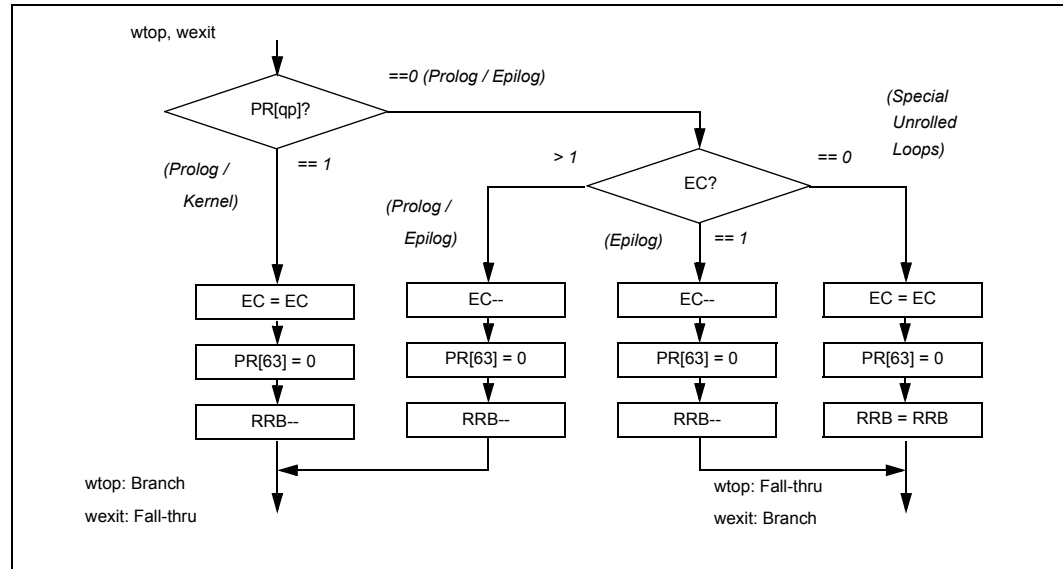 wtop, wexit
==0 (Prolog / Epilog)
PR[qp]?
(Special
Unrolled
Loops)
(Prolog /
Kernel)
== 1
> 1
== 0
EC?
(Prolog /
Epilog)
(Epilog)
== 1
EC = EC
EC--
EC--
EC = EC
PR[63] = 0
PR[63] = 0
PR[63] = 0
PR[63] = 0
RRB--
RRB--
RRB--
RRB = RRB
wtop: Branch
wexit: Fall-thru
wtop: Fall-thru
wexit: Branch